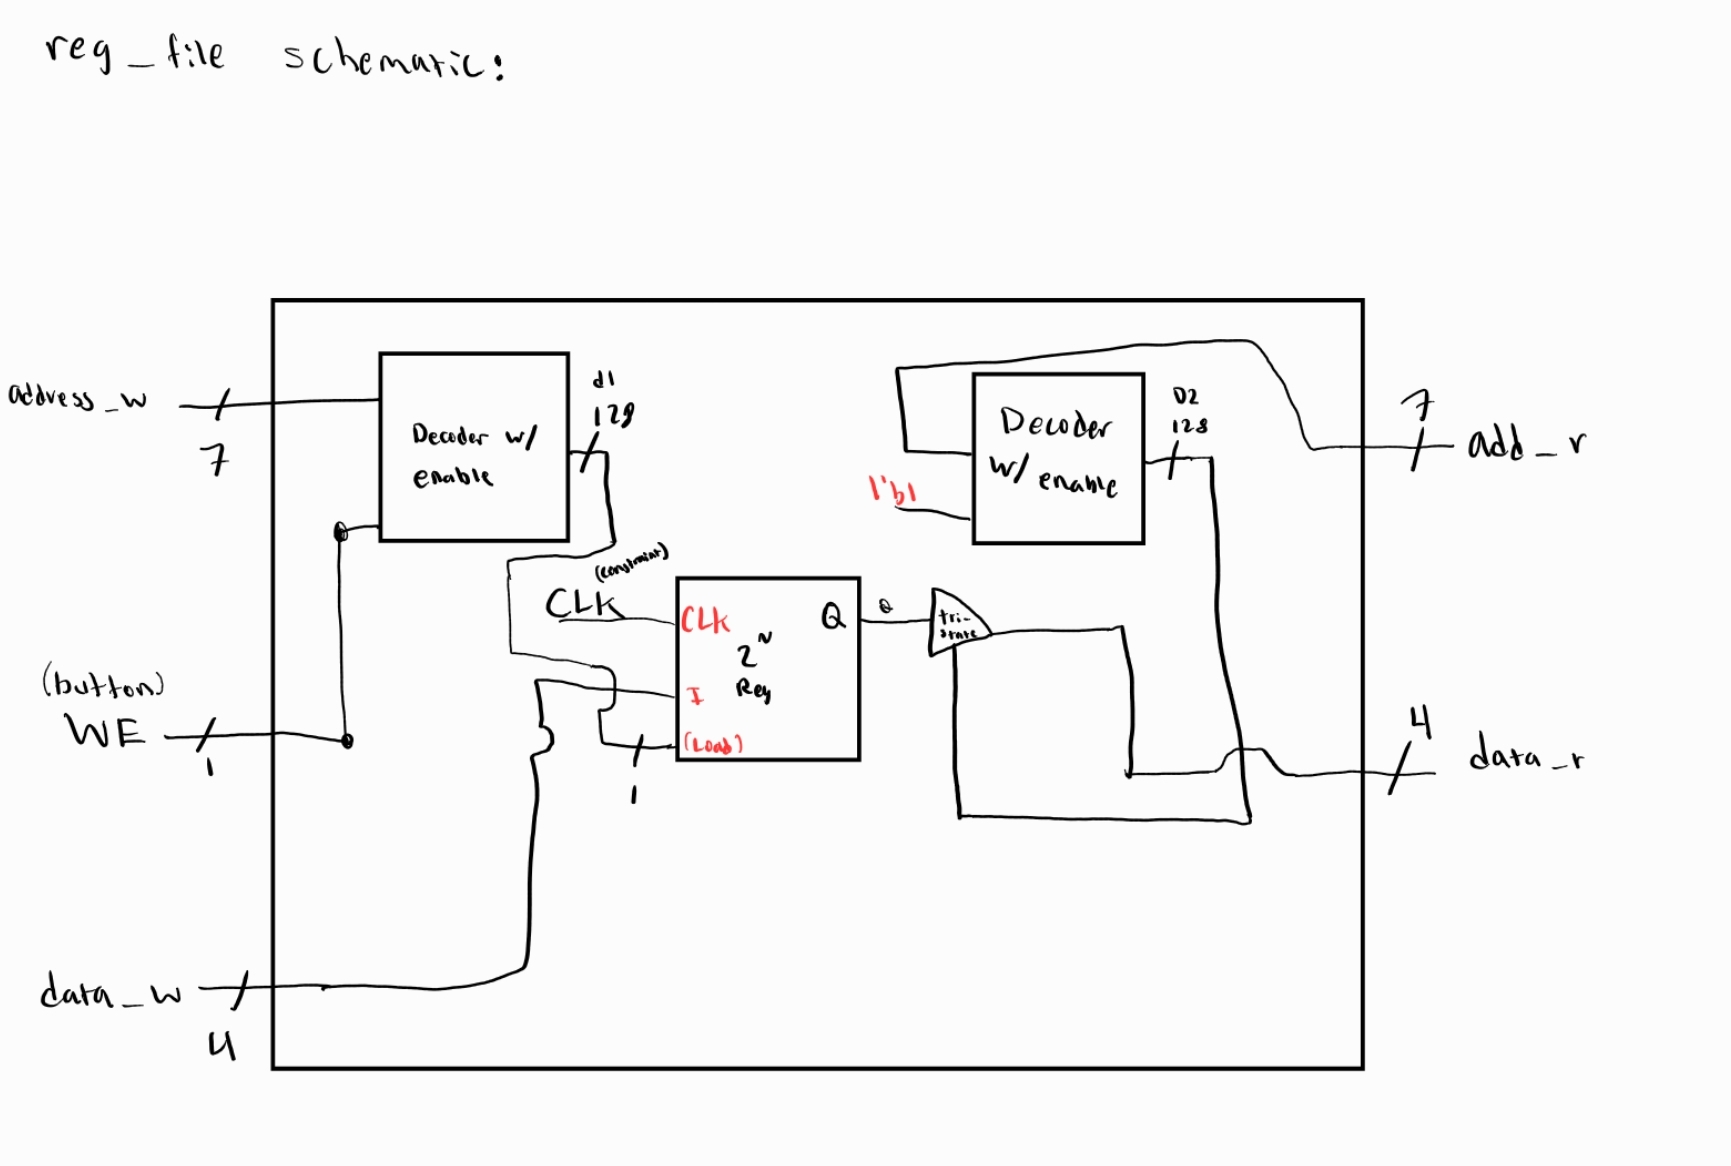 reg_file schematic:
address_w
7
Decoder w/
enable
d1
128
Decoder
w/ enable
1'b1
D2
128
7
add_r
(button)
WE
1
CLK
(constraint)
CLK
I
(Load)
2^N
Reg
Q
Q
tri-
state
1
4
data_r
data_w
4